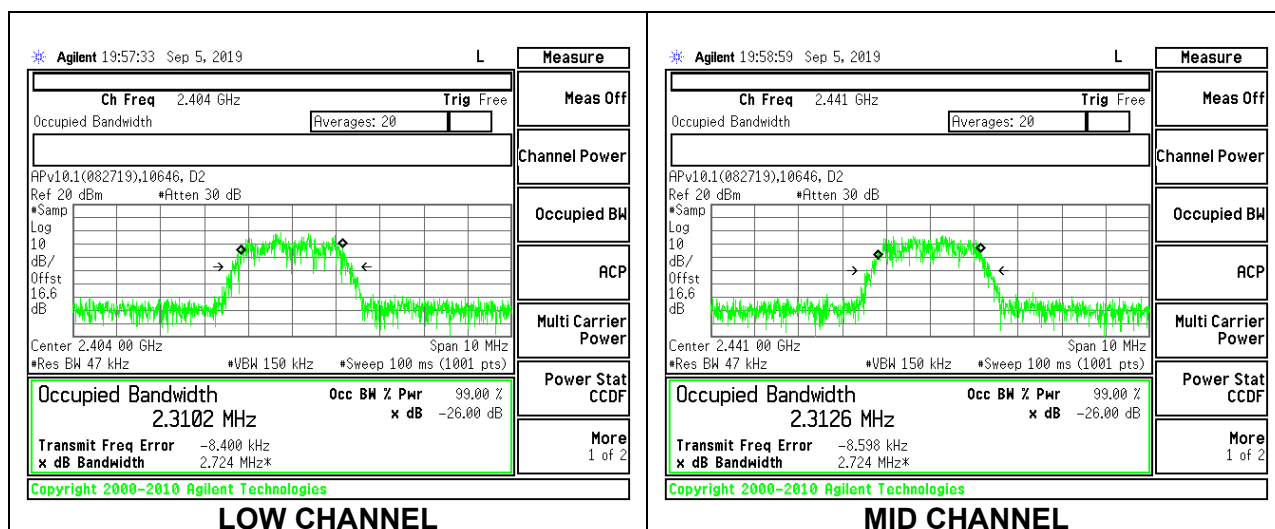 Agilent 19:57:33 Sep 5, 2019 L
Measure
Ch Freq 2.404 GHz Trig Free
Occupied Bandwidth Averages: 20
APv10.1(082719),10646, D2
Ref 20 dBm #Atten 30 dB
#Samp
Log
10
dB/
Offst
16.6
dB
Center 2.404 00 GHz Span 10 MHz
#Res BW 47 kHz #VBW 150 kHz #Sweep 100 ms (1001 pts)
Occupied Bandwidth Occ BW % Pwr 99.00 %
2.3102 MHz x dB -26.00 dB
Transmit Freq Error -8.400 kHz
x dB Bandwidth 2.724 MHz*
Copyright 2000-2010 Agilent Technologies
Meas Off
Channel Power
Occupied BW
ACP
Multi Carrier
Power
Power Stat
CCDF
More
1 of 2
LOW CHANNEL
Agilent 19:58:59 Sep 5, 2019 L
Measure
Ch Freq 2.441 GHz Trig Free
Occupied Bandwidth Averages: 20
APv10.1(082719),10646, D2
Ref 20 dBm #Atten 30 dB
#Samp
Log
10
dB/
Offst
16.6
dB
Center 2.441 00 GHz Span 10 MHz
#Res BW 47 kHz #VBW 150 kHz #Sweep 100 ms (1001 pts)
Occupied Bandwidth Occ BW % Pwr 99.00 %
2.3126 MHz x dB -26.00 dB
Transmit Freq Error -8.598 kHz
x dB Bandwidth 2.724 MHz*
Copyright 2000-2010 Agilent Technologies
Meas Off
Channel Power
Occupied BW
ACP
Multi Carrier
Power
Power Stat
CCDF
More
1 of 2
MID CHANNEL